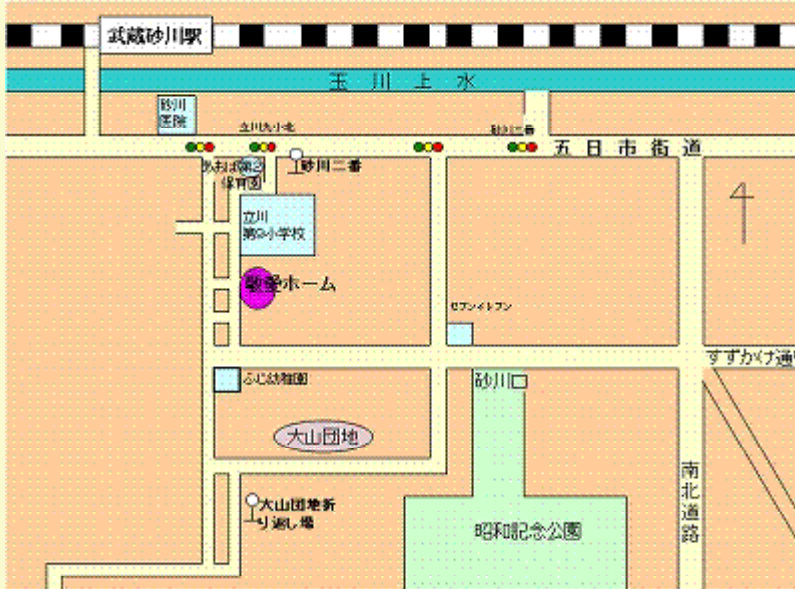 武蔵砂川駅
玉川上水
砂川
医院
立川九小北
砂川二番
五日市街道
あおば第2
保育園
砂川二番
立川
第9小学校
敬愛ホーム
セブンイレブン
すずかけ通り
ふじ幼稚園
砂川口
大山団地
南北道路
大山団地折
り返し場
昭和記念公園